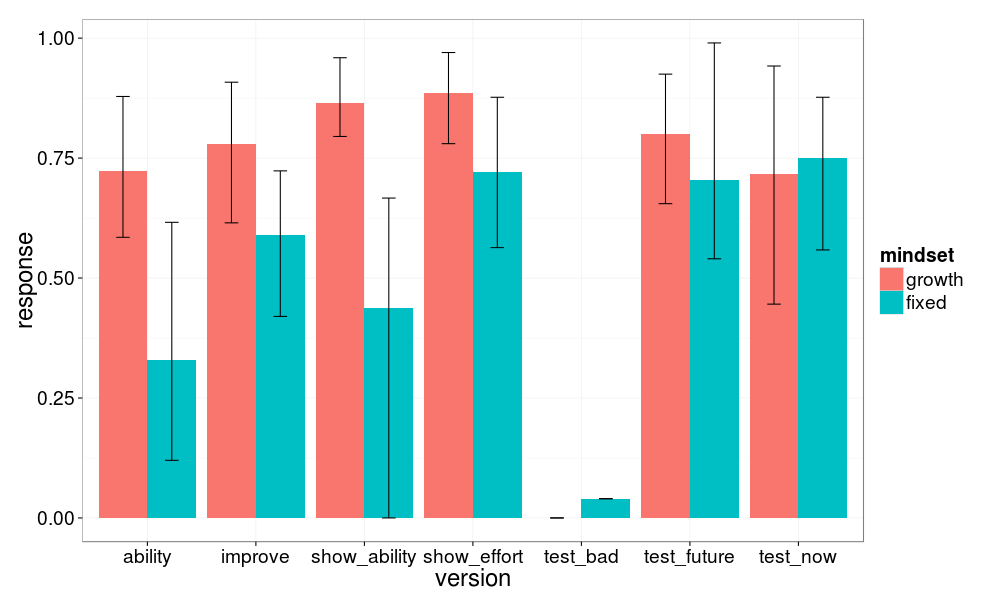 1.00
0.75
0.50
0.25
0.00
response
ability improve show_ability show_effort test_bad test_future test_now
version
mindset
growth
fixed